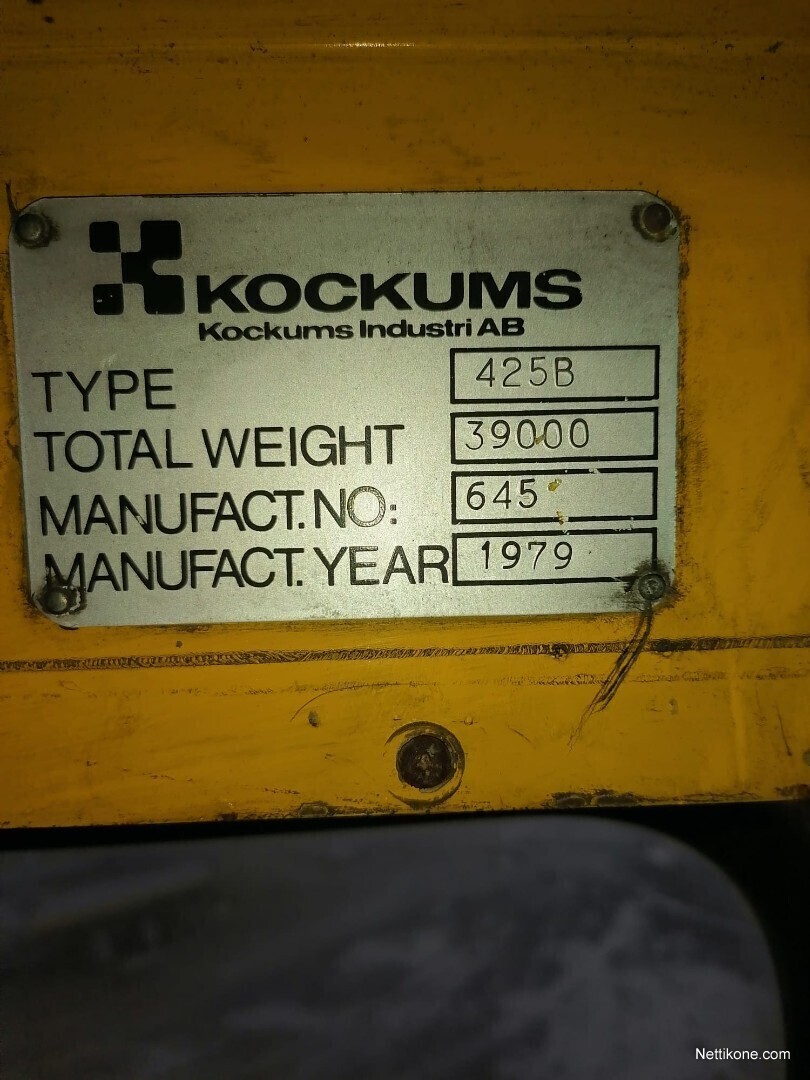 KOCKUMS
Kockums Industri AB
TYPE 425B
TOTAL WEIGHT 39000
MANUFACT. NO: 645
MANUFACT. YEAR 1979
Nettikone.com